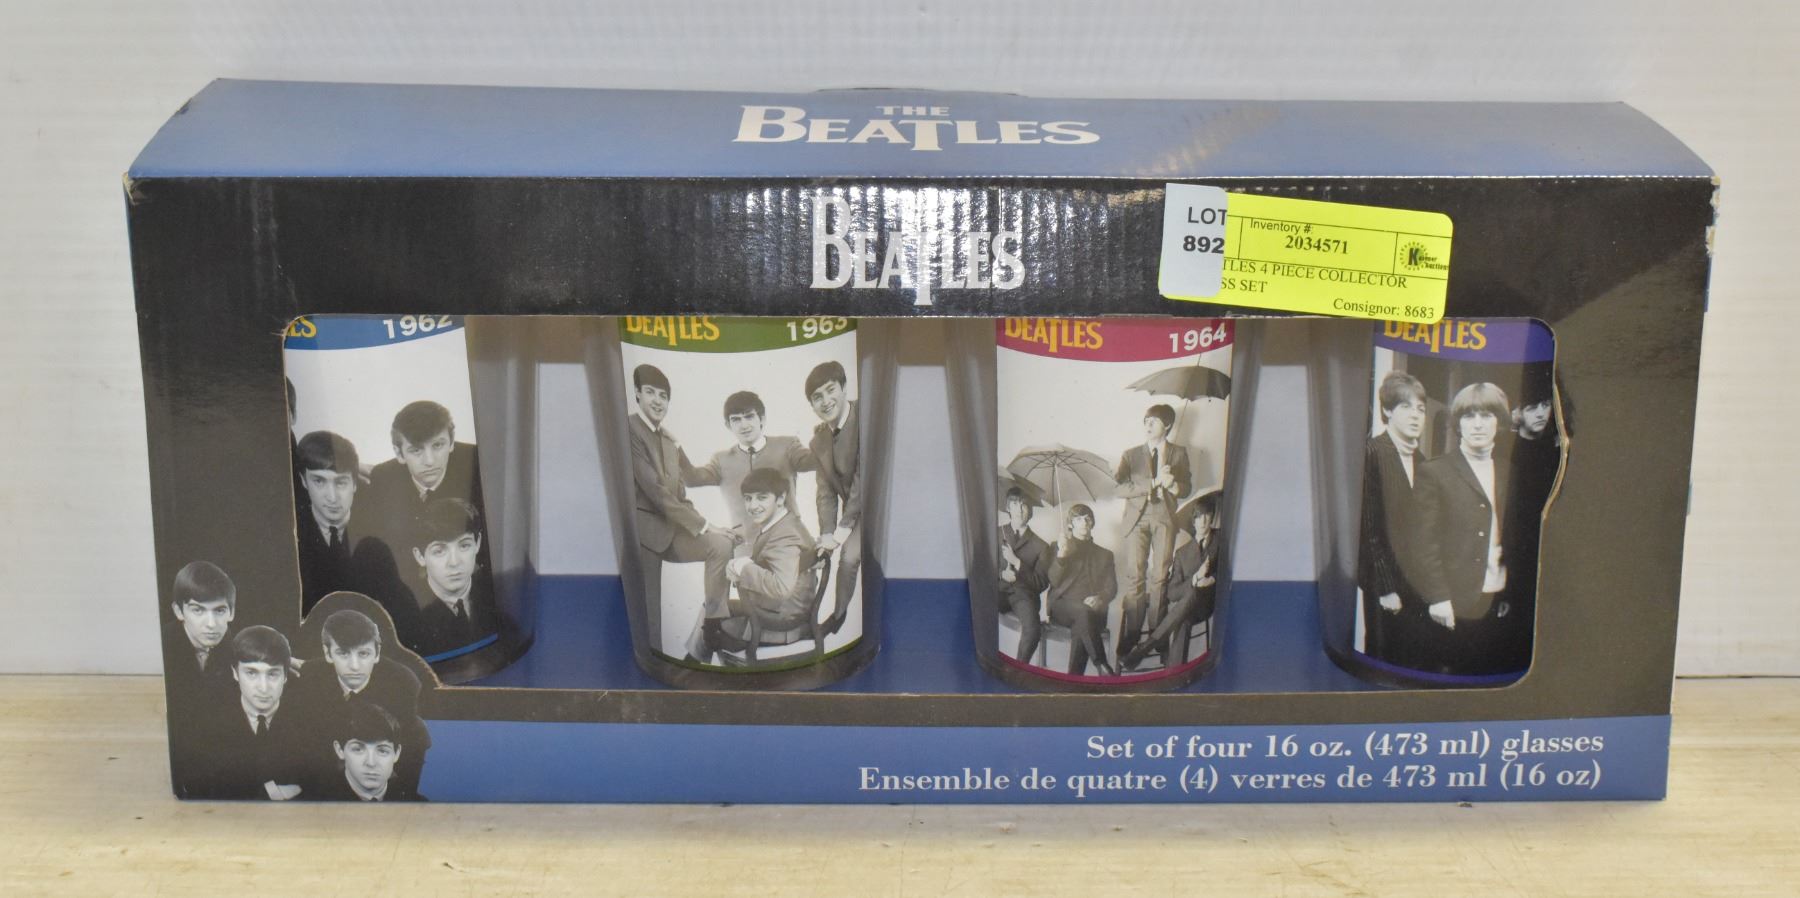 THE
BEATLES
BEATLES
LOT
892
Inventory #:
2034571
TLES 4 PIECE COLLECTOR
SS SET
Consignor: 8683
ES 1962
BEATLES 1963
BEATLES 1964
BEATLES
Set of four 16 oz. (473 ml) glasses
Ensemble de quatre (4) verres de 473 ml (16 oz)